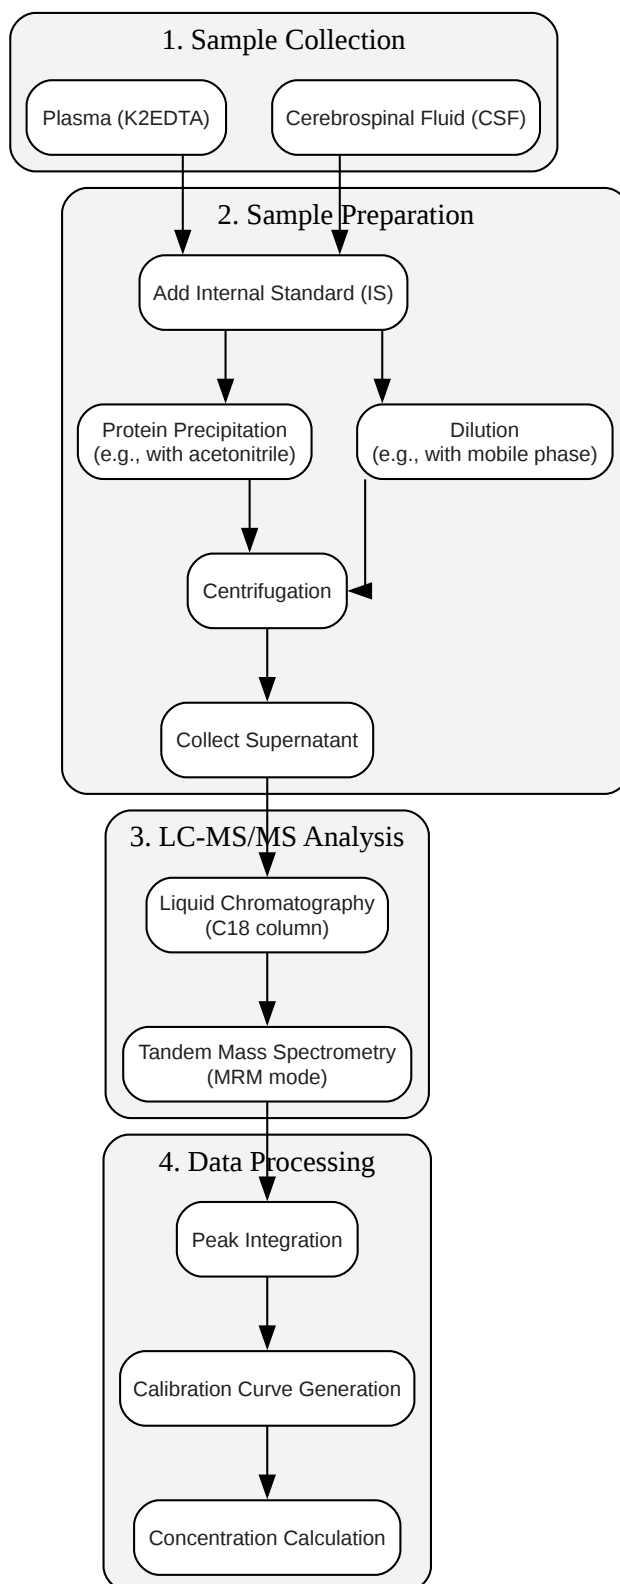 1. Sample Collection
Plasma (K2EDTA)
Cerebrospinal Fluid (CSF)
2. Sample Preparation
Add Internal Standard (IS)
Protein Precipitation
(e.g., with acetonitrile)
Dilution
(e.g., with mobile phase)
Centrifugation
Collect Supernatant
3. LC-MS/MS Analysis
Liquid Chromatography
(C18 column)
Tandem Mass Spectrometry
(MRM mode)
4. Data Processing
Peak Integration
Calibration Curve Generation
Concentration Calculation